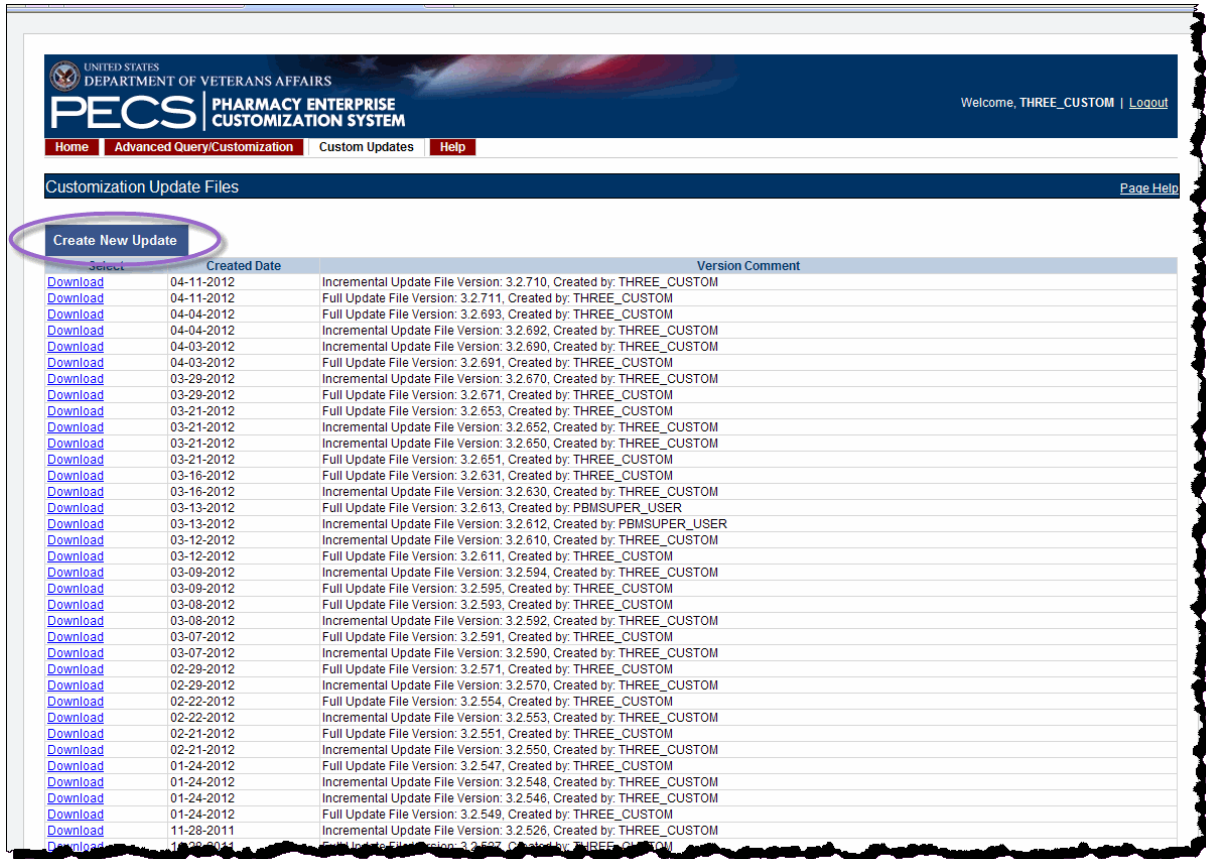 UNITED STATES
DEPARTMENT OF VETERANS AFFAIRS
PECS PHARMACY ENTERPRISE CUSTOMIZATION SYSTEM
Welcome, THREE_CUSTOM | Logout
Home Advanced Query/Customization Custom Updates Help
Customization Update Files Page Help
Create New Update
Select Created Date Version Comment
Download 04-11-2012 Incremental Update File Version: 3.2.710, Created by: THREE_CUSTOM
Download 04-11-2012 Full Update File Version: 3.2.711, Created by: THREE_CUSTOM
Download 04-04-2012 Full Update File Version: 3.2.693, Created by: THREE_CUSTOM
Download 04-04-2012 Incremental Update File Version: 3.2.692, Created by: THREE_CUSTOM
Download 04-03-2012 Incremental Update File Version: 3.2.690, Created by: THREE_CUSTOM
Download 04-03-2012 Full Update File Version: 3.2.691, Created by: THREE_CUSTOM
Download 03-29-2012 Incremental Update File Version: 3.2.670, Created by: THREE_CUSTOM
Download 03-29-2012 Full Update File Version: 3.2.671, Created by: THREE_CUSTOM
Download 03-21-2012 Full Update File Version: 3.2.653, Created by: THREE_CUSTOM
Download 03-21-2012 Incremental Update File Version: 3.2.652, Created by: THREE_CUSTOM
Download 03-21-2012 Incremental Update File Version: 3.2.650, Created by: THREE_CUSTOM
Download 03-21-2012 Full Update File Version: 3.2.651, Created by: THREE_CUSTOM
Download 03-16-2012 Full Update File Version: 3.2.631, Created by: THREE_CUSTOM
Download 03-16-2012 Incremental Update File Version: 3.2.630, Created by: THREE_CUSTOM
Download 03-13-2012 Full Update File Version: 3.2.613, Created by: PBMSUPER_USER
Download 03-13-2012 Incremental Update File Version: 3.2.612, Created by: PBMSUPER_USER
Download 03-12-2012 Incremental Update File Version: 3.2.610, Created by: THREE_CUSTOM
Download 03-12-2012 Full Update File Version: 3.2.611, Created by: THREE_CUSTOM
Download 03-09-2012 Incremental Update File Version: 3.2.594, Created by: THREE_CUSTOM
Download 03-09-2012 Full Update File Version: 3.2.595, Created by: THREE_CUSTOM
Download 03-08-2012 Full Update File Version: 3.2.593, Created by: THREE_CUSTOM
Download 03-08-2012 Incremental Update File Version: 3.2.592, Created by: THREE_CUSTOM
Download 03-07-2012 Full Update File Version: 3.2.591, Created by: THREE_CUSTOM
Download 03-07-2012 Incremental Update File Version: 3.2.590, Created by: THREE_CUSTOM
Download 02-29-2012 Full Update File Version: 3.2.571, Created by: THREE_CUSTOM
Download 02-29-2012 Incremental Update File Version: 3.2.570, Created by: THREE_CUSTOM
Download 02-22-2012 Full Update File Version: 3.2.554, Created by: THREE_CUSTOM
Download 02-22-2012 Incremental Update File Version: 3.2.553, Created by: THREE_CUSTOM
Download 02-21-2012 Full Update File Version: 3.2.551, Created by: THREE_CUSTOM
Download 02-21-2012 Incremental Update File Version: 3.2.550, Created by: THREE_CUSTOM
Download 01-24-2012 Full Update File Version: 3.2.547, Created by: THREE_CUSTOM
Download 01-24-2012 Incremental Update File Version: 3.2.548, Created by: THREE_CUSTOM
Download 01-24-2012 Incremental Update File Version: 3.2.546, Created by: THREE_CUSTOM
Download 01-24-2012 Full Update File Version: 3.2.549, Created by: THREE_CUSTOM
Download 11-28-2011 Incremental Update File Version: 3.2.526, Created by: THREE_CUSTOM
Download